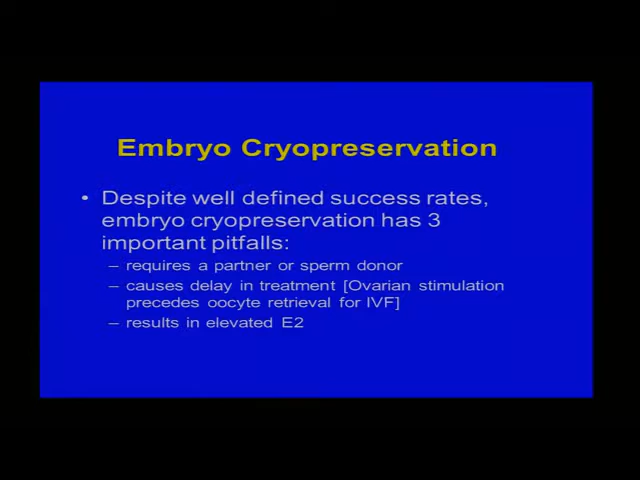 Embryo Cryopreservation
• Despite well defined success rates,
embryo cryopreservation has 3
important pitfalls:
– requires a partner or sperm donor
– causes delay in treatment [Ovarian stimulation
precedes oocyte retrieval for IVF]
– results in elevated E2